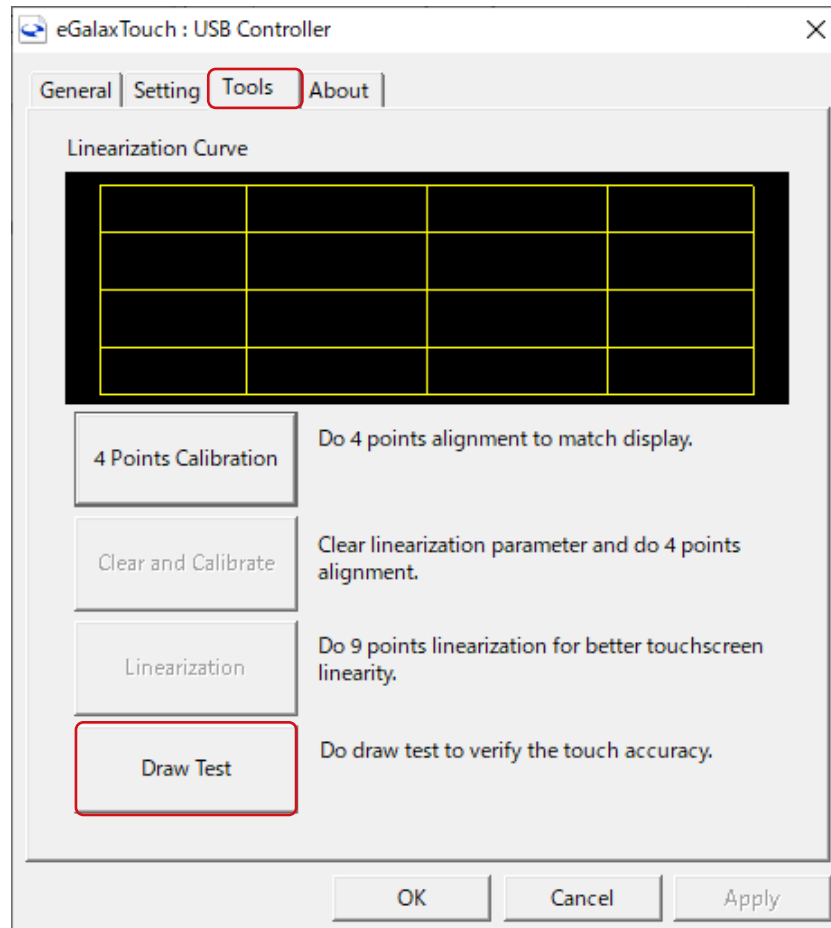 eGalaxTouch : USB Controller
General Setting Tools About
Linearization Curve
4 Points Calibration
Do 4 points alignment to match display.
Clear and Calibrate
Clear linearization parameter and do 4 points
alignment.
Linearization
Do 9 points linearization for better touchscreen
linearity.
Draw Test
Do draw test to verify the touch accuracy.
OK Cancel Apply